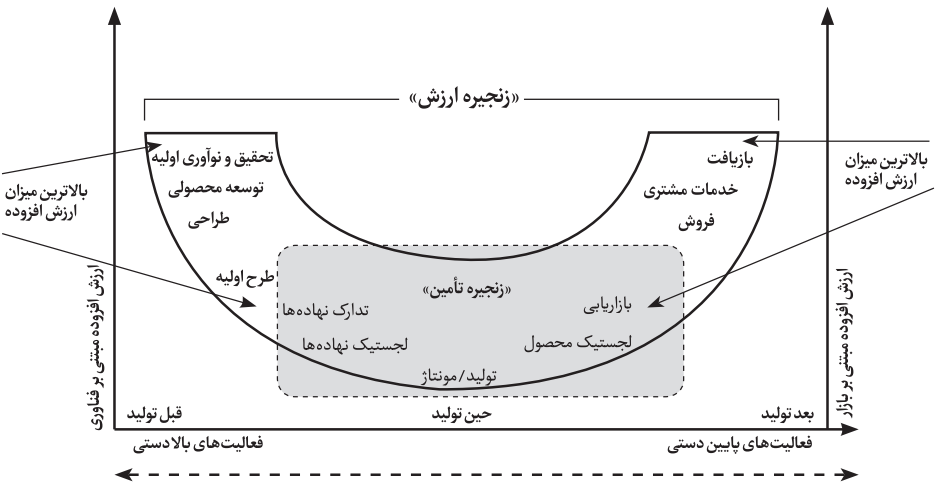 «زنجیره ارزش»
تحقیق و نوآوری اولیه
توسعه محصولی
طراحی
طرح اولیه
بازیافت
خدمات مشتری
فروش
بالاترین میزان
ارزش افزوده
بالاترین میزان
ارزش افزوده
«زنجیره تأمین»
تدارک نهاده‌ها
لجستیک نهاده‌ها
بازاریابی
لجستیک محصول
تولید/مونتاژ
ارزش افزوده مبتنی بر فناوری
ارزش افزوده مبتنی بر بازار
قبل تولید
حین تولید
بعد تولید
فعالیت‌های بالادستی
فعالیت‌های پایین دستی